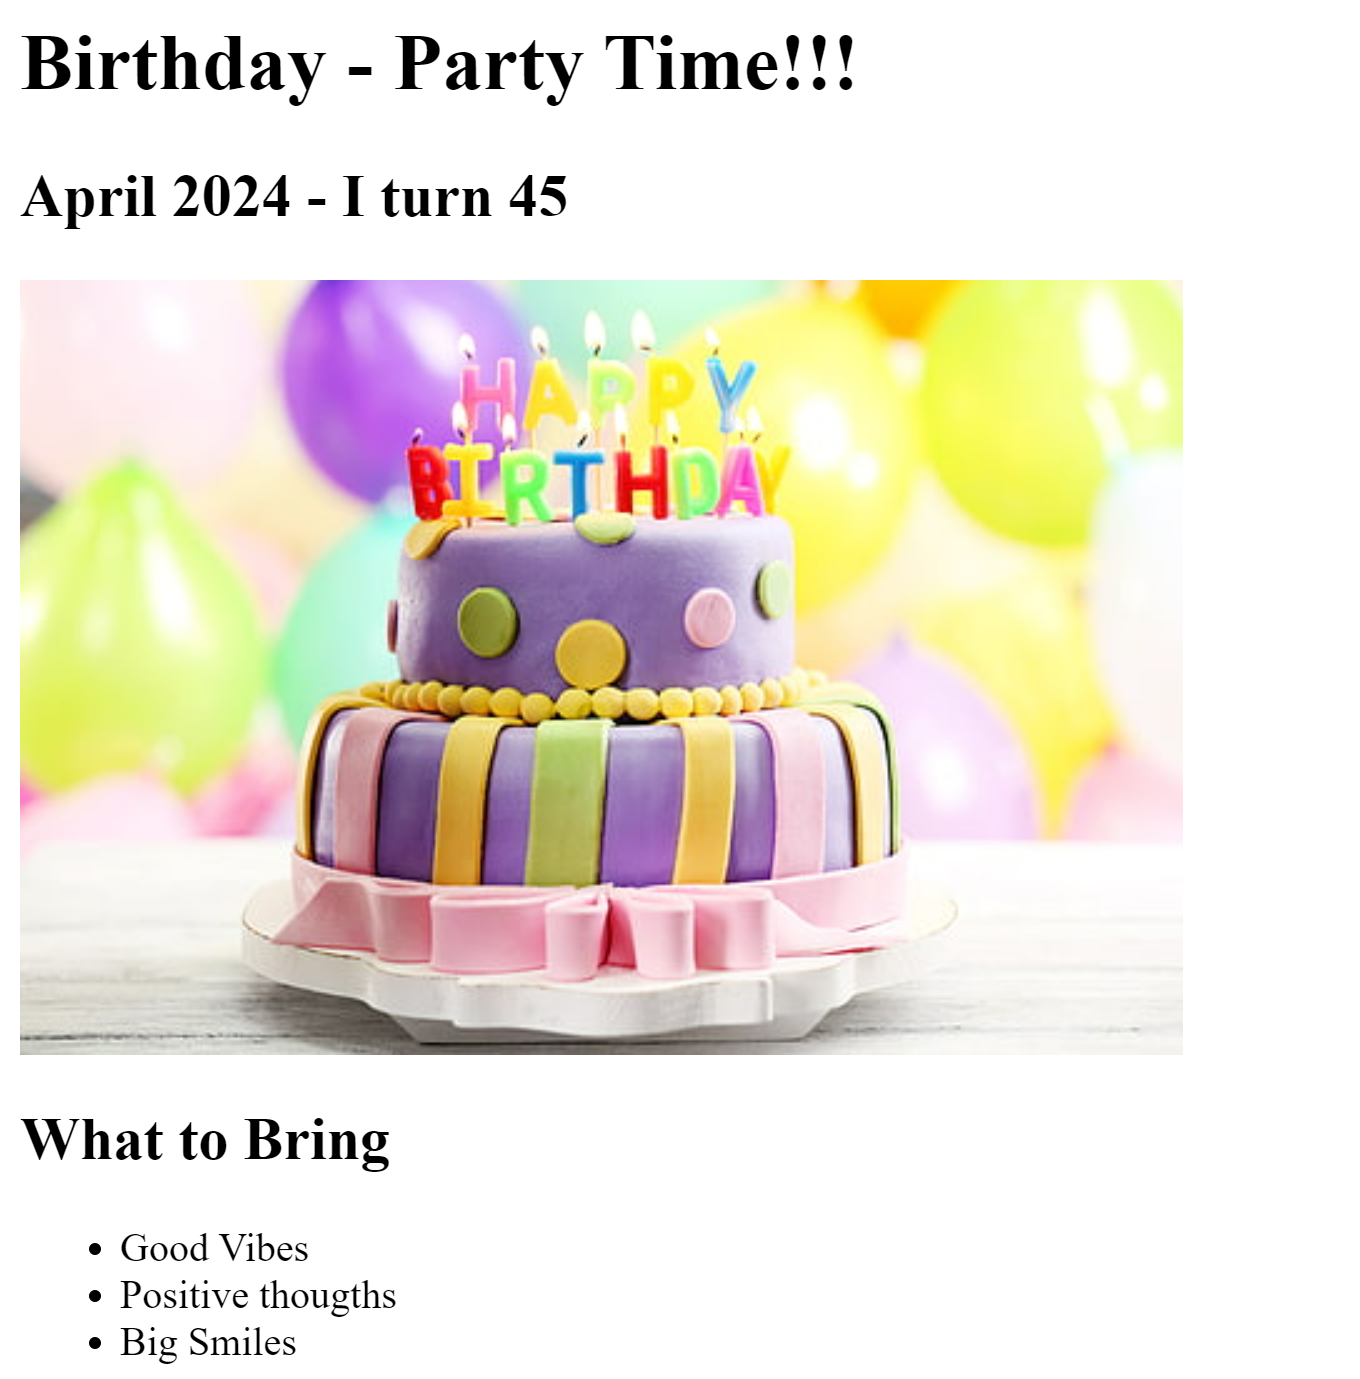 Birthday - Party Time!!!
April 2024 - I turn 45
HAPPY
BIRTHDAY
What to Bring
Good Vibes
Positive thougths
Big Smiles